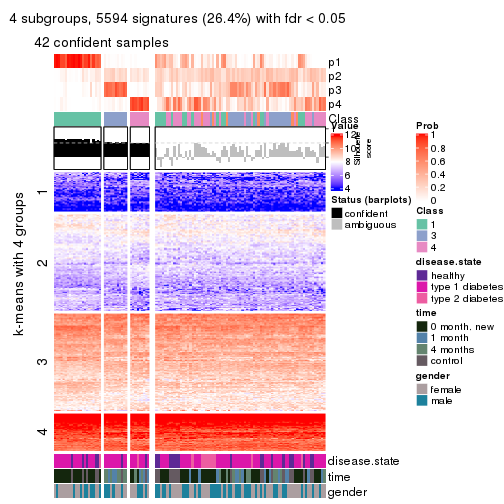 4 subgroups, 5594 signatures (26.4%) with fdr < 0.05
42 confident samples
p1
p2
p3
p4
Class
k-means with 4 groups
1
2
3
4
disease.state
time
gender
Value
12
10
8
6
4
Silhouette
score
Status (barplots)
confident
ambiguous
Prob
1
0.8
0.6
0.4
0.2
0
Class
1
3
4
disease.state
healthy
type 1 diabetes
type 2 diabetes
time
0 month, new
1 month
4 months
control
gender
female
male